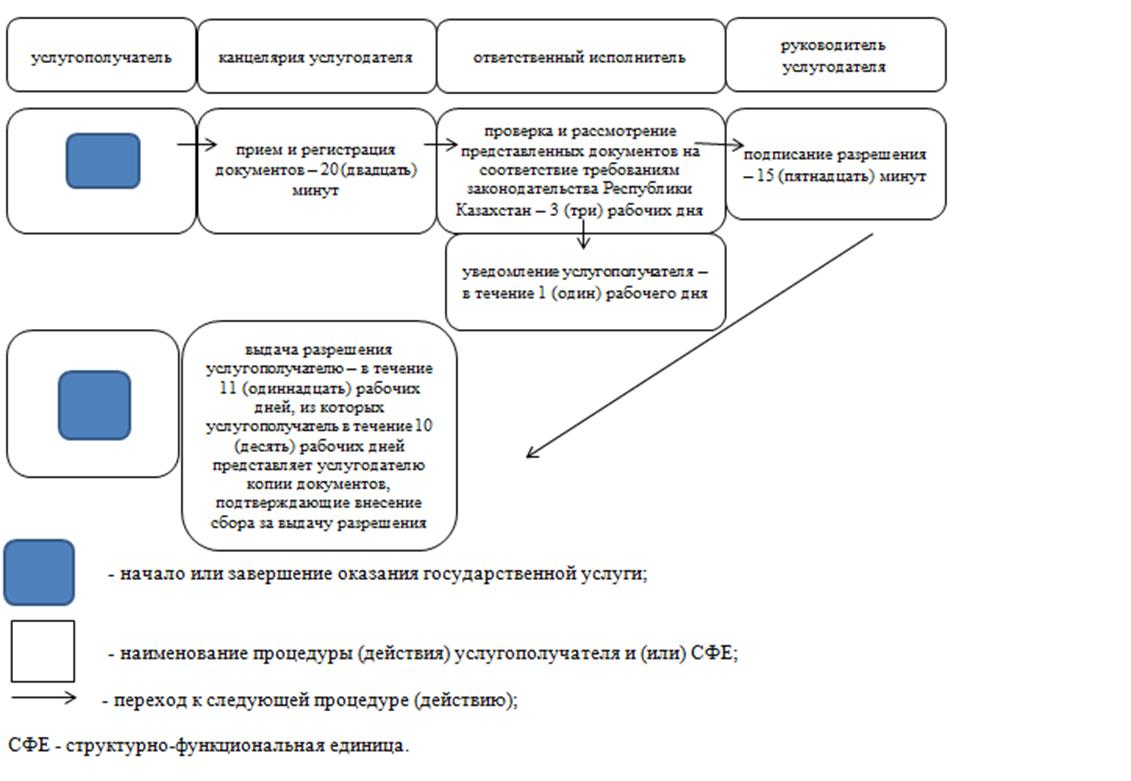 услугополучатель
канцелярия услугодателя
ответственный исполнитель
руководитель
услугодателя
прием и регистрация
документов – 20 (двадцать)
минут
проверка и рассмотрение
представленных документов на
соответствие требованиям
законодательства Республики
Казахстан – 3 (три) рабочих дня
подписание разрешения
– 15 (пятнадцать) минут
уведомление услугополучателя –
в течение 1 (один) рабочего дня
выдача разрешения
услугополучателю – в течение
11 (одиннадцать) рабочих
дней, из которых
услугополучатель в течение 10
(десять) рабочих дней
представляет услугодателю
копии документов,
подтверждающие внесение
сбора за выдачу разрешения
- начало или завершение оказания государственной услуги;
- наименование процедуры (действия) услугополучателя и (или) СФЕ;
- переход к следующей процедуре (действию);
СФЕ - структурно-функциональная единица.